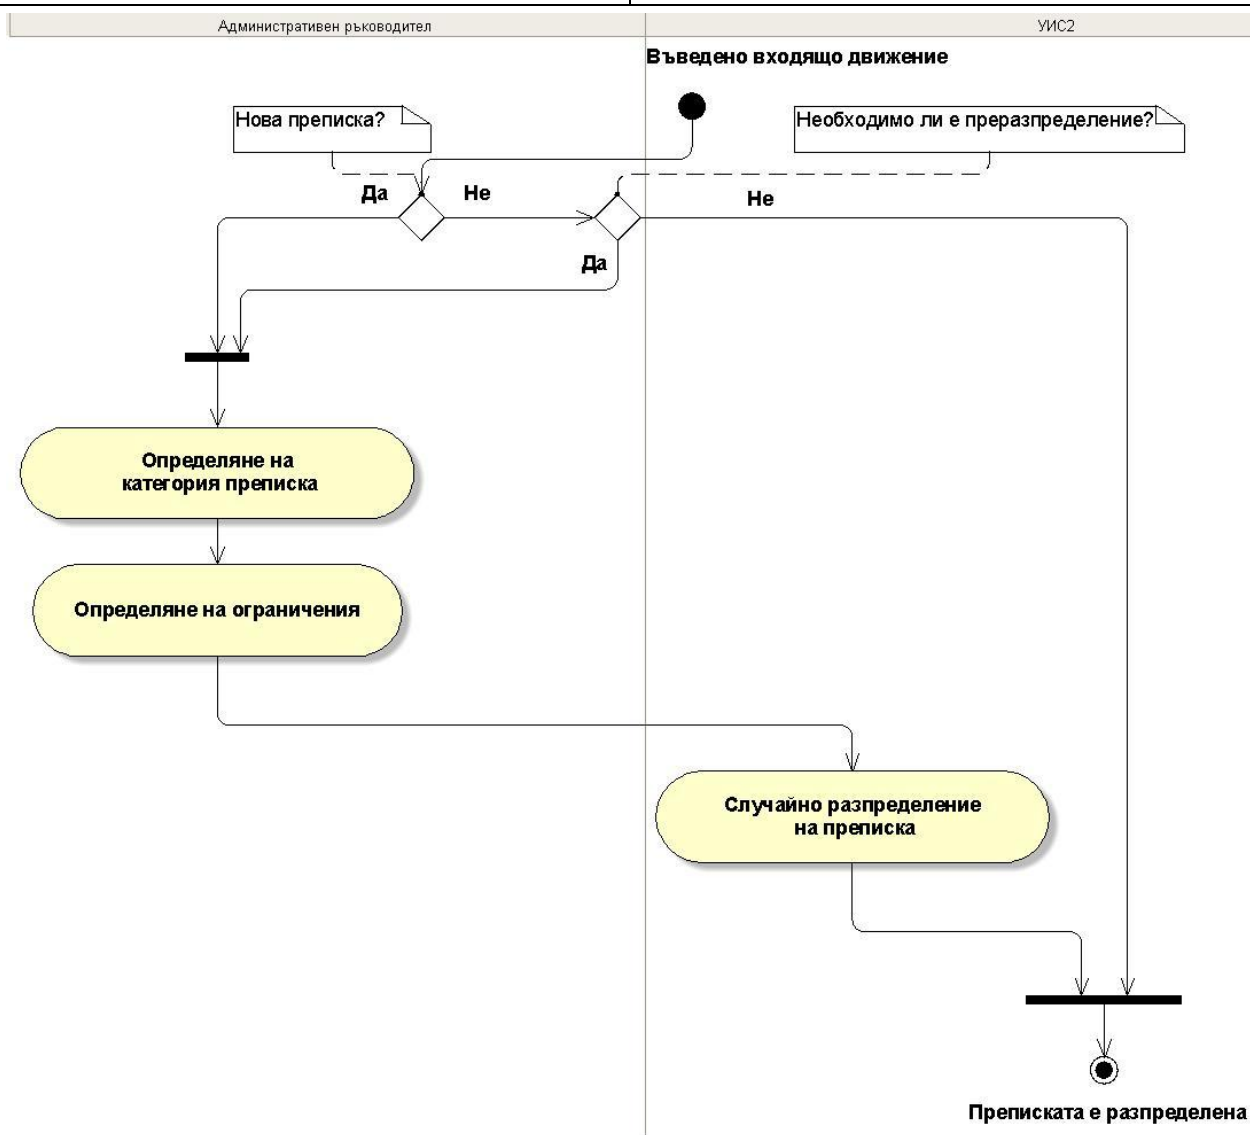 Административен ръководител
УИС2
Въведено входящо движение
Нова преписка?
Необходимо ли е преразпределение?
Да
Не
Не
Да
Определяне на
категория преписка
Определяне на ограничения
Случайно разпределение
на преписка
Преписката е разпределена